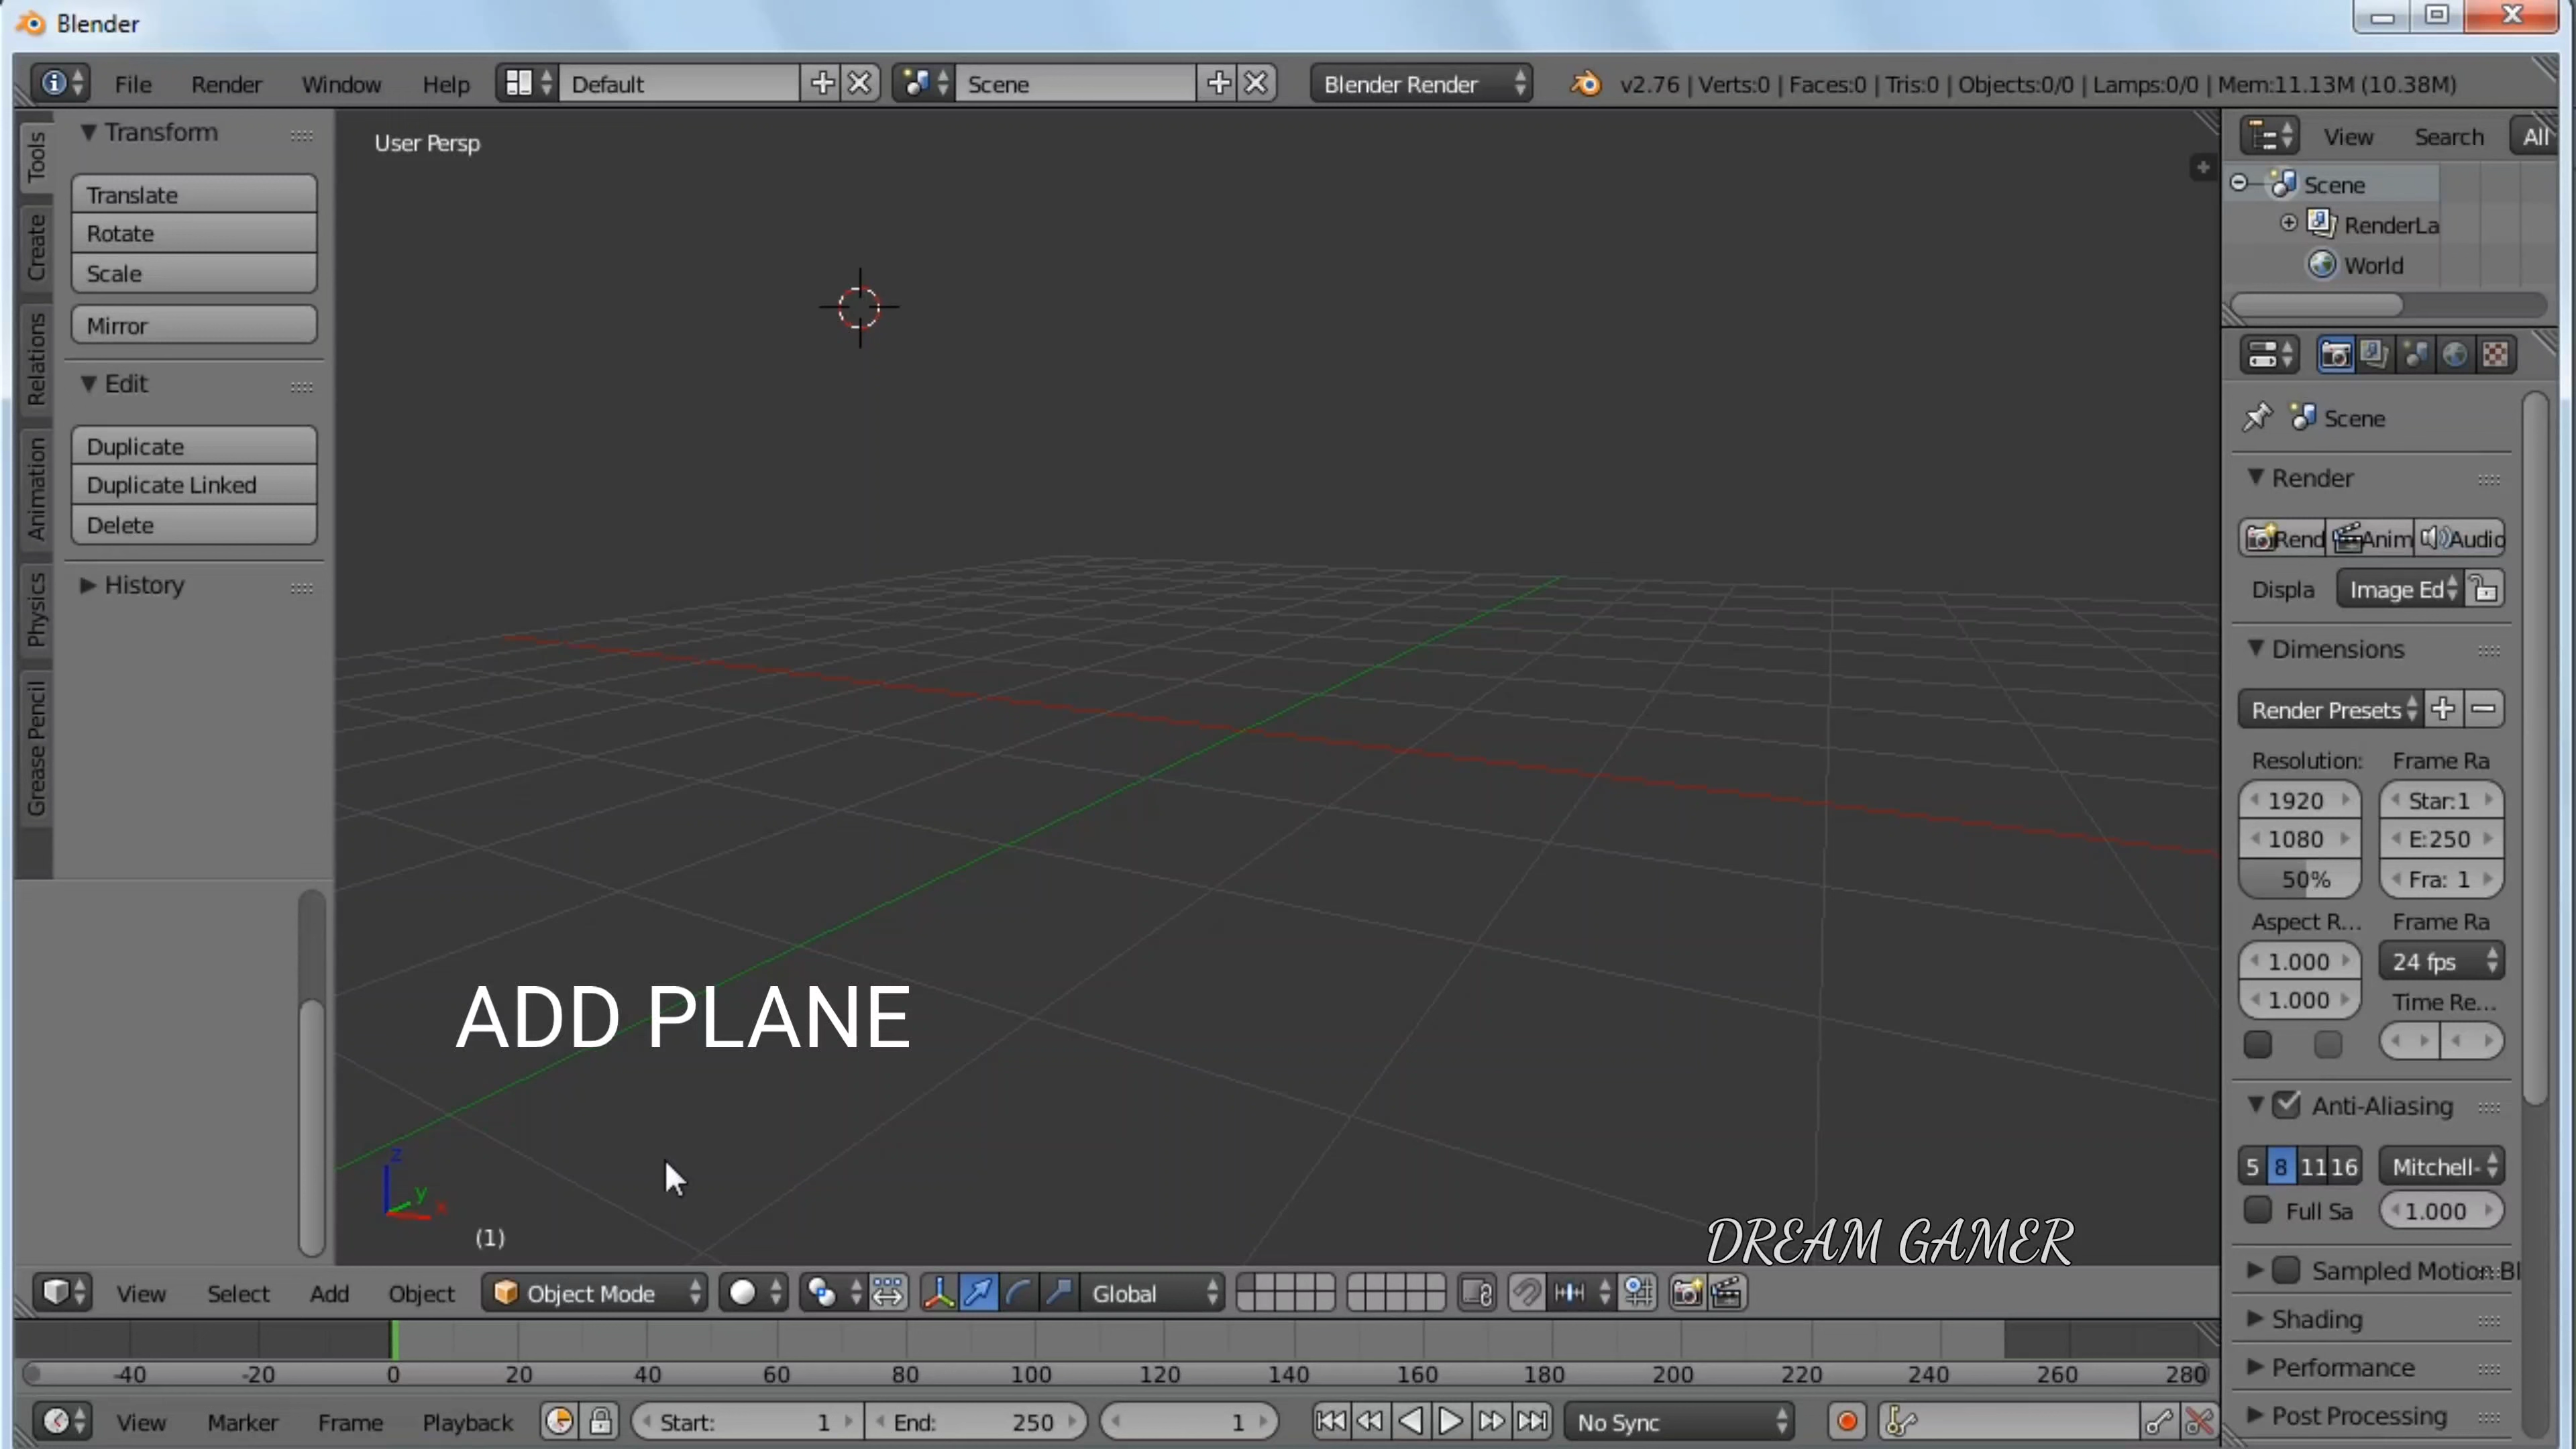 Blender
File Render Window Help Default Scene Blender Render v2.76 | Verts:0 | Faces:0 | Tris:0 | Objects:0/0 | Lamps:0/0 | Mem:11.13M (10.38M)
Tools
Create
Relations
Animation
Physics
Grease Pencil
Transform
Translate
Rotate
Scale
Mirror
Edit
Duplicate
Duplicate Linked
Delete
History
User Persp
ADD PLANE
z
y
x
(1)
DREAM GAMER
View Search All
Scene
RenderLa
World
Scene
Render
Rend Anim Audio
Displa Image Ed
Dimensions
Render Presets
Resolution: Frame Ra
1920 Star:1
1080 E:250
50% Fra: 1
Aspect R... Frame Ra
1.000 24 fps
1.000 Time Re...
Anti-Aliasing
5 8 11 16 Mitchell-
Full Sa 1.000
Sampled Motion Bl
Shading
Performance
Post Processing
View Select Add Object Object Mode Global
-40 -20 0 20 40 60 80 100 120 140 160 180 200 220 240 260 280
View Marker Frame Playback Start: 1 End: 250 1 No Sync